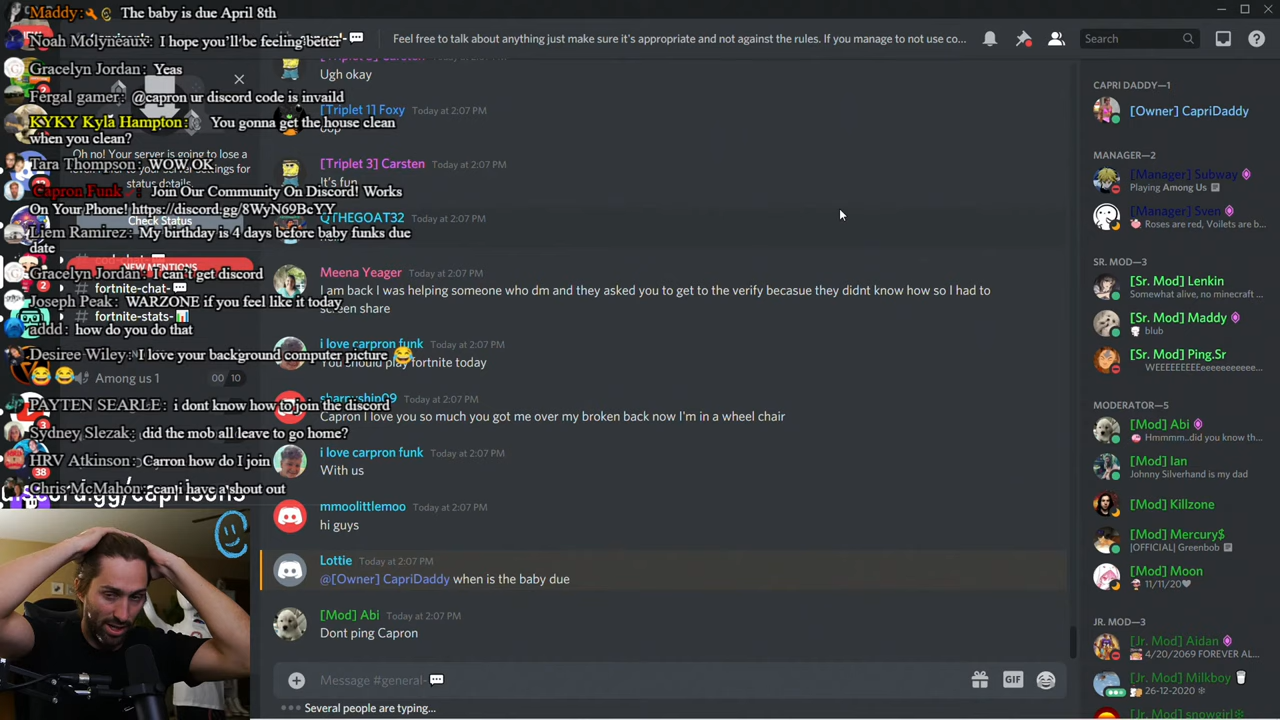 Maddy: The baby is due April 8th
Noah Molyneaux: I hope you'll be feeling better
Gracelyn Jordan: Yeas
Fergal gamer: @capron ur discord code is invaild
KYKY Kyla Hampton: You gonna get the house clean
when you clean?
Oh no! Your server is going to lose a
status details.
Tara Thompson: WOW OK
Capron Funk Join Our Community On Discord! Works
On Your Phone! https://discord.gg/8WyN69BcYY
Check Status
Liem Ramirez: My birthday is 4 days before baby funks due
date
NEW MENTIONS
Gracelyn Jordan: I can't get discord
fortnite-chat-
Joseph Peak: WARZONE if you feel like it today
fortnite-stats-
addd: how do you do that
Desiree Wiley: I love your background computer picture 😂
😂😂
Among us 1 00 10
PAYTEN SEARLE: i dont know how to join the discord
Sydney Slezak: did the mob all leave to go home?
HRV Atkinson: Carron how do I join
38
Chris McMahon: can i have a shout out
Feel free to talk about anything just make sure it's appropriate and not against the rules. If you manage to not use co...
Search
Ugh okay
[Triplet 1] Foxy Today at 2:07 PM
[Triplet 3] Carsten Today at 2:07 PM
It's fun
QTHEGOAT32 Today at 2:07 PM
Meena Yeager Today at 2:07 PM
I am back I was helping someone who dm and they asked you to get to the verify becasue they didnt know how so I had to
screen share
i love carpron funk Today at 2:07 PM
You should play fortnite today
Today at 2:07 PM
Capron I love you so much you got me over my broken back now I'm in a wheel chair
i love carpron funk Today at 2:07 PM
With us
mmoolittlemoo Today at 2:07 PM
hi guys
Lottie Today at 2:07 PM
@[Owner] CapriDaddy when is the baby due
[Mod] Abi Today at 2:07 PM
Dont ping Capron
Message #general-
GIF
Several people are typing...
CAPRI DADDY—1
[Owner] CapriDaddy
MANAGER—2
[Manager] Subway
Playing Among Us
[Manager] Sven
Roses are red, Voilets are b...
SR. MOD—3
[Sr. Mod] Lenkin
Somewhat alive, no minecraft ...
[Sr. Mod] Maddy
blub
[Sr. Mod] Ping.Sr
WEEEEEEEEeeeeeeeeeee...
MODERATOR—5
[Mod] Abi
Hmmmm..did you know th...
[Mod] Ian
Johnny Silverhand is my dad
[Mod] Killzone
[Mod] Mercury$
|OFFICIAL| Greenbob
[Mod] Moon
11/11/20
JR. MOD—3
[Jr. Mod] Aidan
4/20/2069 FOREVER AL...
[Jr. Mod] Milkboy
26-12-2020
[Jr. Mod] snowgirl